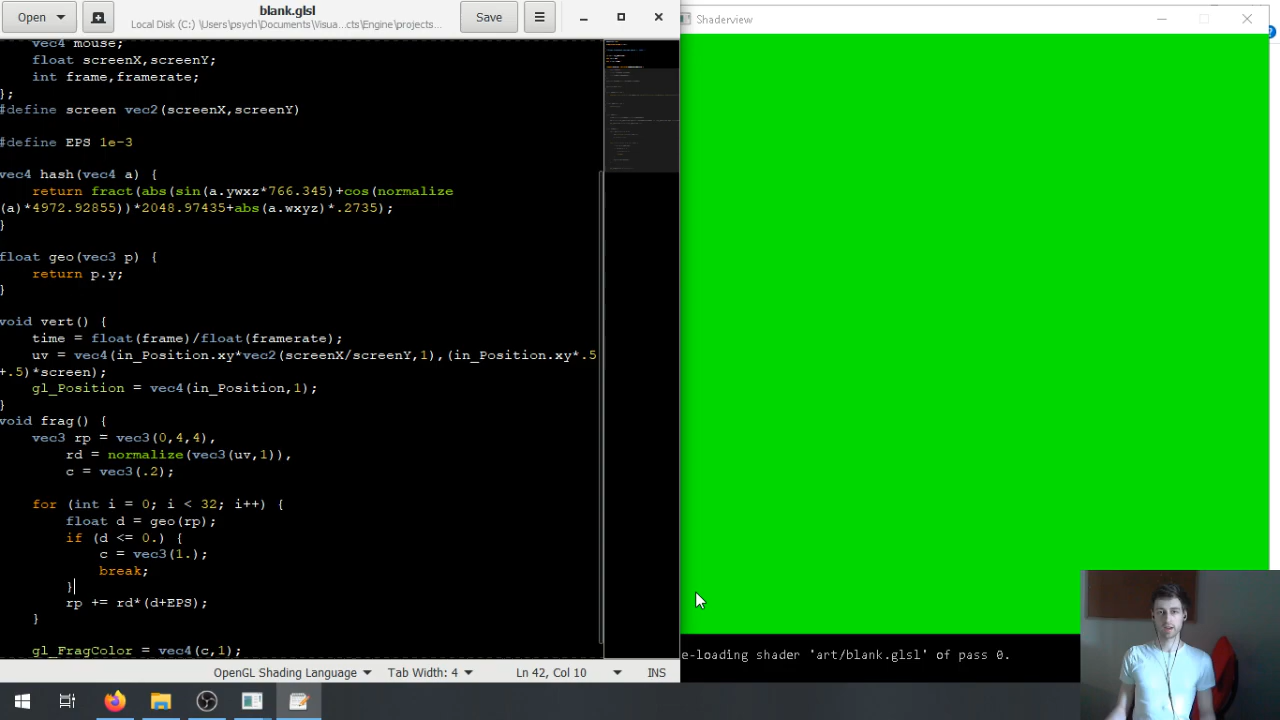 Open
blank.glsl
Local Disk (C:) \Users\psych\Documents\Visua...cts\Engine\projects...
Save
Shaderview
vec4 mouse;
float screenX,screenY;
int frame,framerate;
};
#define screen vec2(screenX,screenY)
#define EPS 1e-3
vec4 hash(vec4 a) {
return fract(abs(sin(a.ywxz*766.345)+cos(normalize
(a)*4972.92855))*2048.97435+abs(a.wxyz)*.2735);
}
float geo(vec3 p) {
return p.y;
}
void vert() {
time = float(frame)/float(framerate);
uv = vec4(in_Position.xy*vec2(screenX/screenY,1),(in_Position.xy*.5
+.5)*screen);
gl_Position = vec4(in_Position,1);
}
void frag() {
vec3 rp = vec3(0,4,4),
rd = normalize(vec3(uv,1)),
c = vec3(.2);
for (int i = 0; i < 32; i++) {
float d = geo(rp);
if (d <= 0.) {
c = vec3(1.);
break;
}
rp += rd*(d+EPS);
}
gl_FragColor = vec4(c,1);
e-loading shader 'art/blank.glsl' of pass 0.
OpenGL Shading Language
Tab Width: 4
Ln 42, Col 10
INS